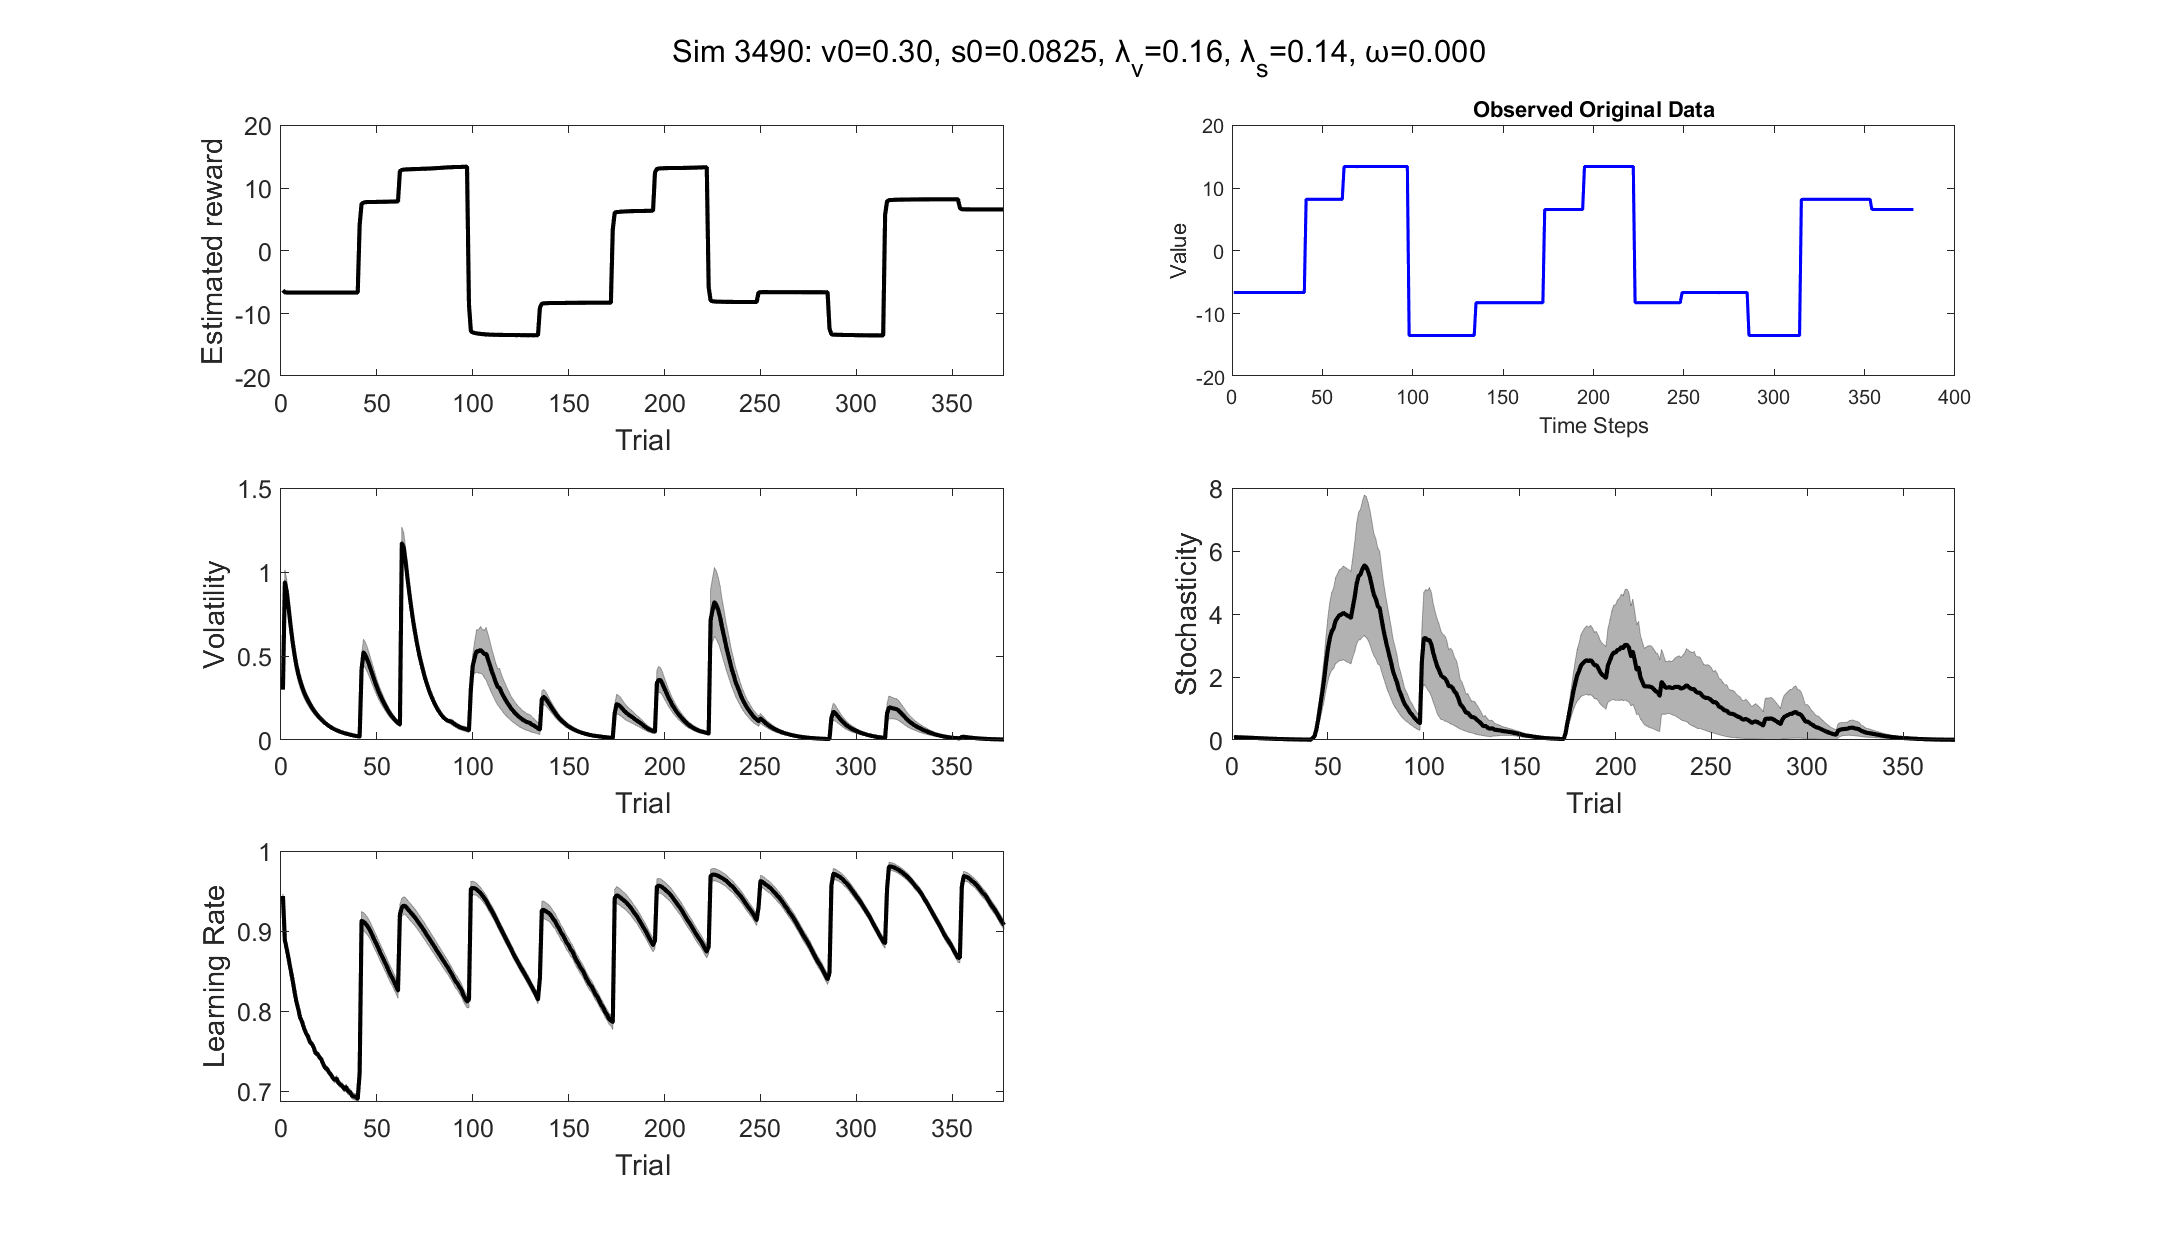 Sim 3490: v0=0.30, s0=0.0825, λv=0.16, λs=0.14, ω=0.000
Estimated reward
20
10
0
-10
-20
0 50 100 150 200 250 300 350
Trial
Observed Original Data
Value
20
10
0
-10
-20
0 50 100 150 200 250 300 350 400
Time Steps
Volatility
1.5
1
0.5
0
0 50 100 150 200 250 300 350
Trial
Stochasticity
8
6
4
2
0
0 50 100 150 200 250 300 350
Trial
Learning Rate
1
0.9
0.8
0.7
0 50 100 150 200 250 300 350
Trial